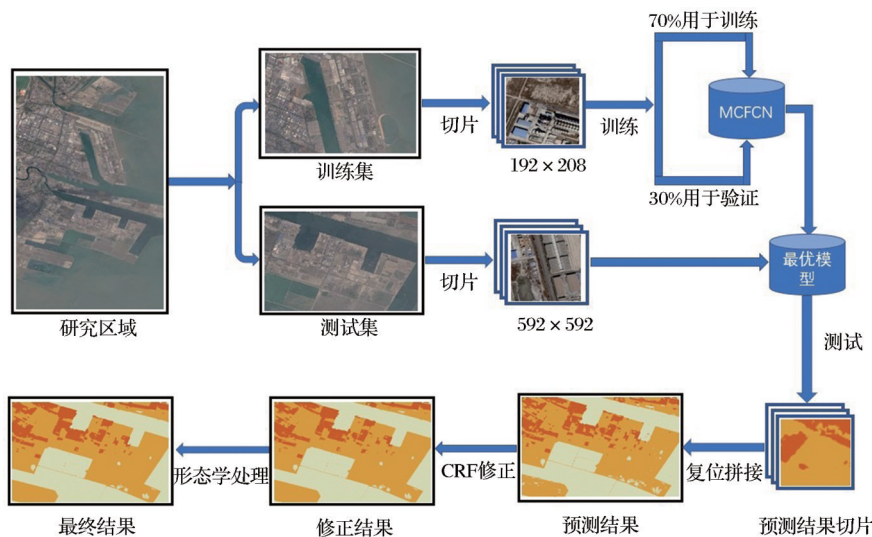 70%用于训练
MCFCN
切片
训练
训练集
192×208
30%用于验证
最优模
型
切片
研究区域
测试集
592×592
测试
形态学处理
CRF修正
复位拼接
最终结果
修正结果
预测结果
预测结果切片